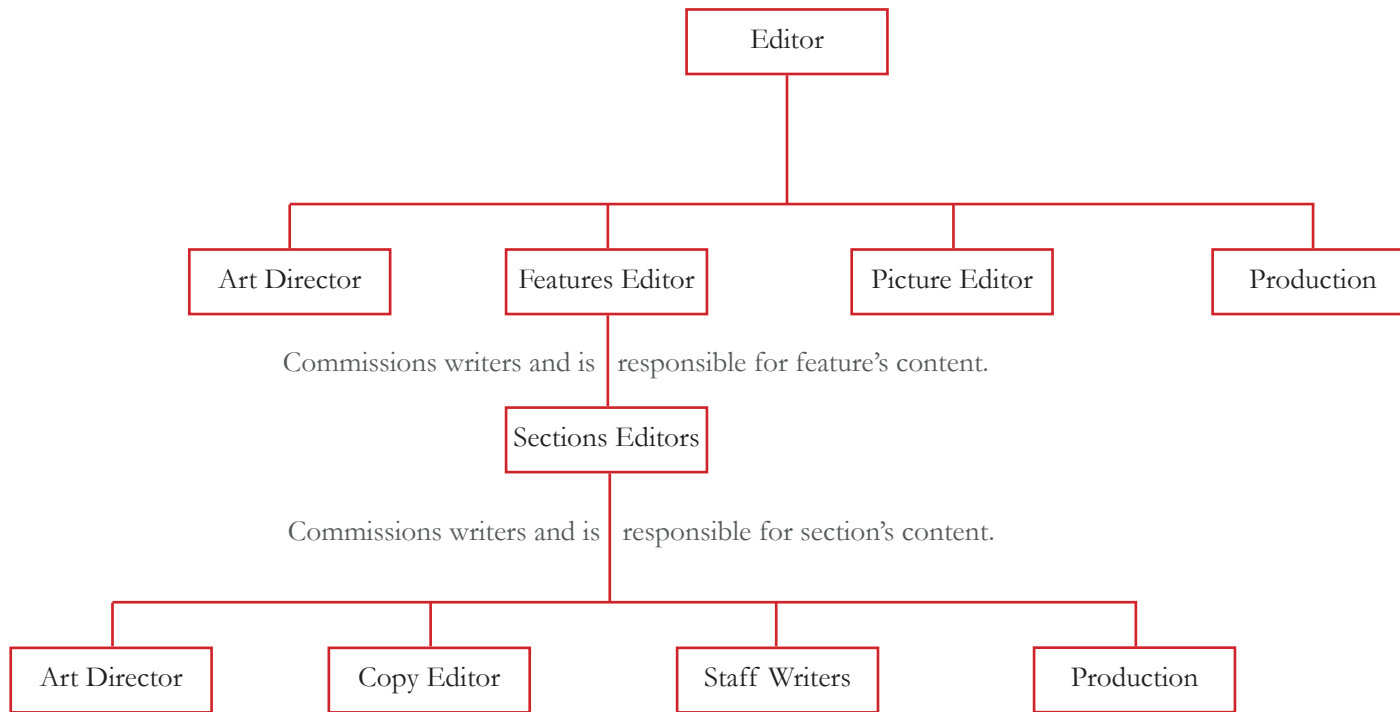 Editor
Art Director
Features Editor
Picture Editor
Production
Commissions writers and is responsible for feature’s content.
Sections Editors
Commissions writers and is responsible for section’s content.
Art Director
Copy Editor
Staff Writers
Production